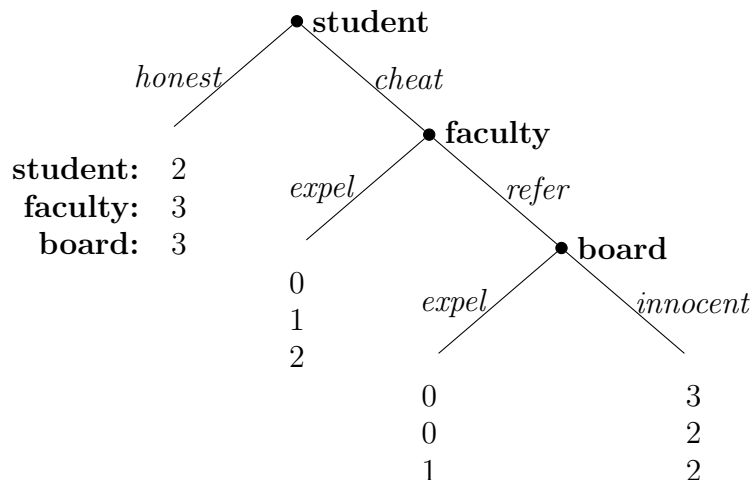 student
honest
cheat
faculty
student: 2
faculty: 3
board: 3
expel
refer
board
0
1
2
expel
innocent
0
0
1
3
2
2